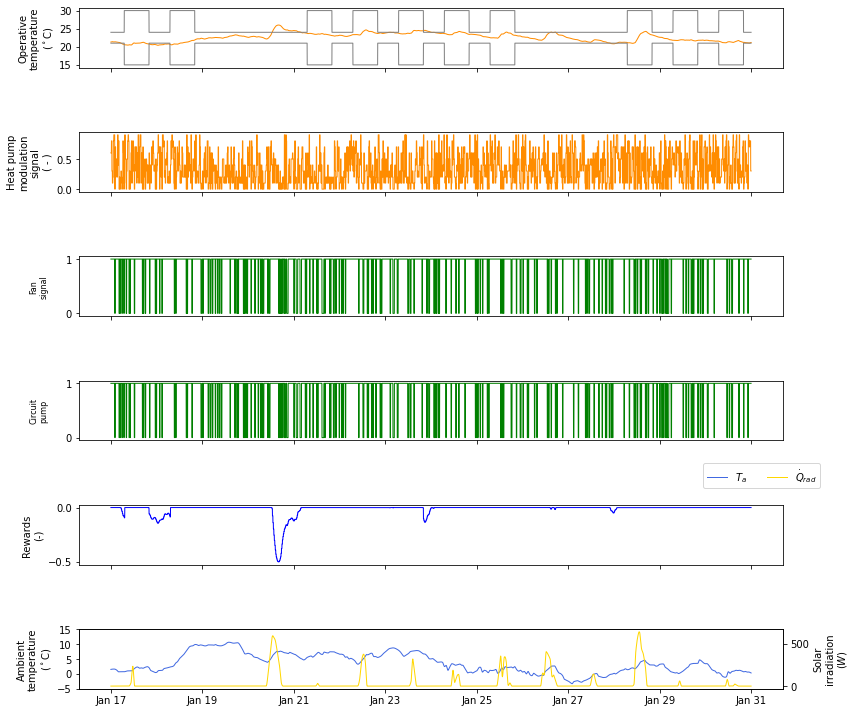 30
25
20
15
Operative
temperature
(°C)
0.5
0.0
Heat pump
modulation
signal
( - )
1
0
Fan
signal
1
0
Circuit
pump
T_a
Q̇_rad
0.0
−0.5
Rewards
(-)
15
10
5
0
−5
Ambient
temperature
(°C)
500
0
Solar
irradiation
(W)
Jan 17 Jan 19 Jan 21 Jan 23 Jan 25 Jan 27 Jan 29 Jan 31